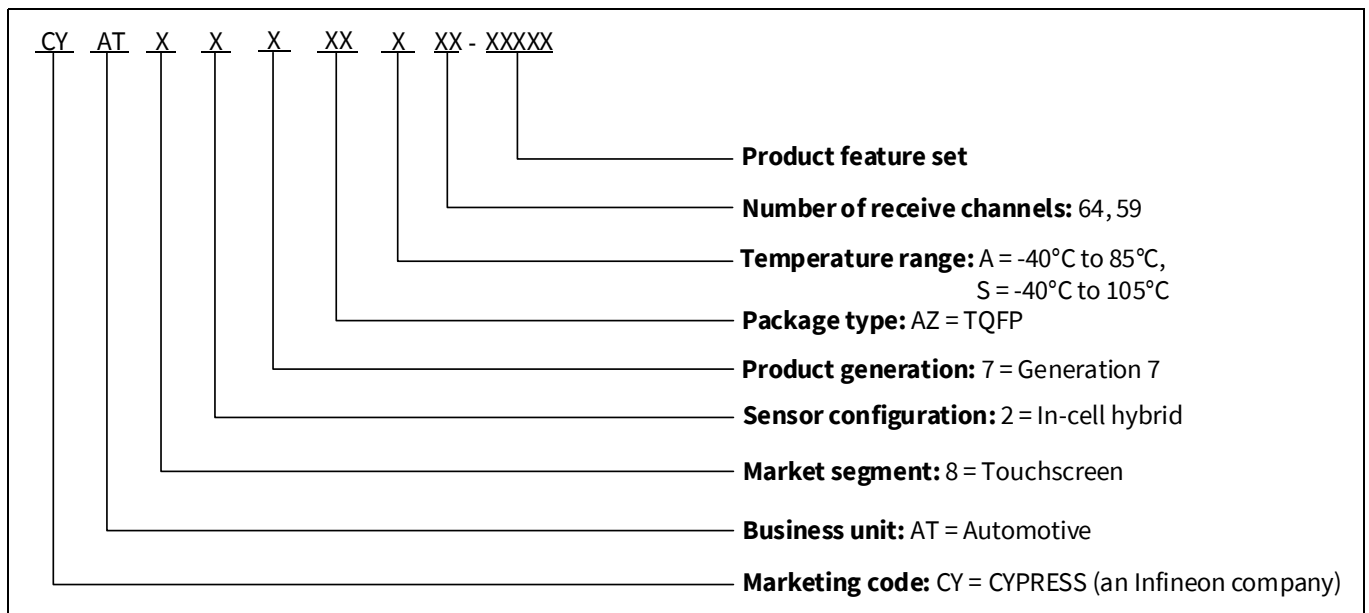 CY AT X X X XX X XX - XXXXX
Product feature set
Number of receive channels: 64, 59
Temperature range: A = -40°C to 85°C,
S = -40°C to 105°C
Package type: AZ = TQFP
Product generation: 7 = Generation 7
Sensor configuration: 2 = In-cell hybrid
Market segment: 8 = Touchscreen
Business unit: AT = Automotive
Marketing code: CY = CYPRESS (an Infineon company)